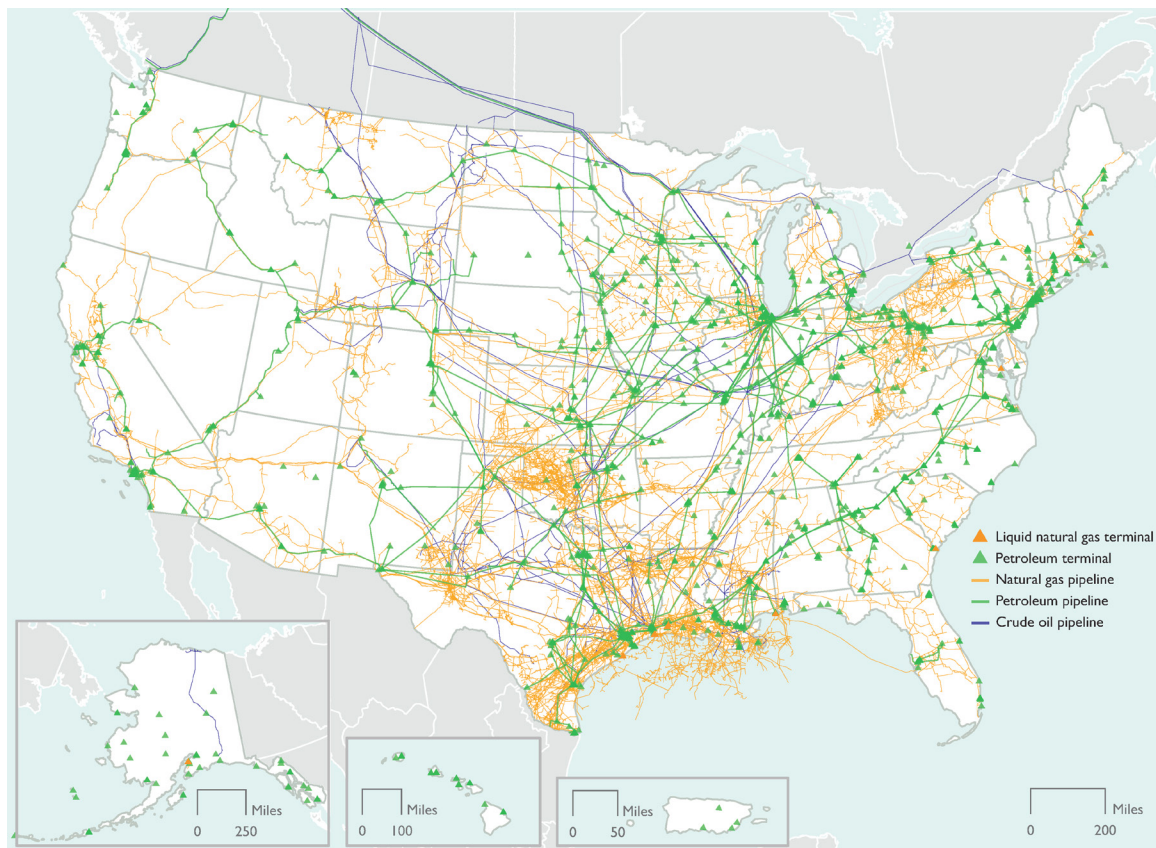 Liquid natural gas terminal
Petroleum terminal
Natural gas pipeline
Petroleum pipeline
Crude oil pipeline
Miles
0 250
Miles
0 100
Miles
0 50
Miles
0 200